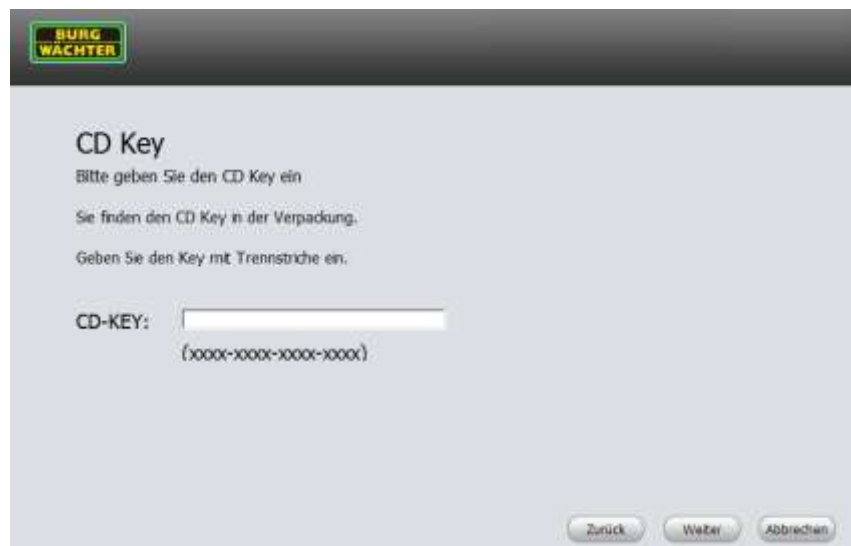 BURG
WÄCHTER
CD Key
Bitte geben Sie den CD Key ein
Sie finden den CD Key in der Verpackung.
Geben Sie den Key mit Trennstriche ein.
CD-KEY:
(xxxx-xxxx-xxxx-xxxx)
Zurück Weiter Abbrechen